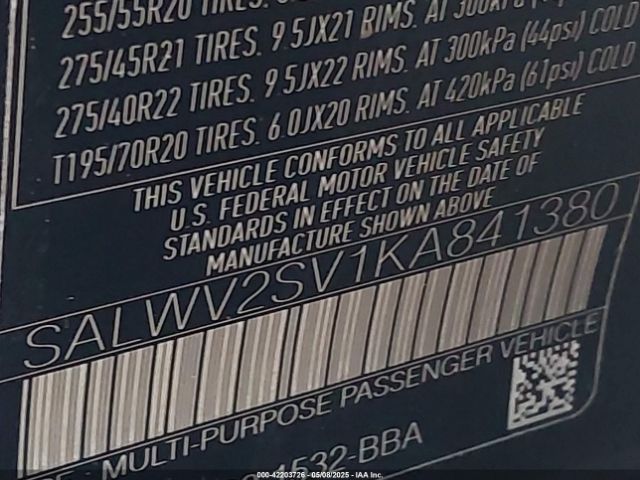 255/55R20 TIRES.
275/45R21 TIRES. 9.5JX21 RIMS. AT 300kPa
275/40R22 TIRES. 9.5JX22 RIMS. AT 300kPa (44psi) COLD
T195/70R20 TIRES. 6.0JX20 RIMS. AT 420kPa (61psi) COLD
THIS VEHICLE CONFORMS TO ALL APPLICABLE
U.S. FEDERAL MOTOR VEHICLE SAFETY
STANDARDS IN EFFECT ON THE DATE OF
MANUFACTURE SHOWN ABOVE
SALWV2SV1KA841380
MULTI-PURPOSE PASSENGER VEHICLE
4532-BBA
000-42203726 - 05/08/2025 - IAA Inc.